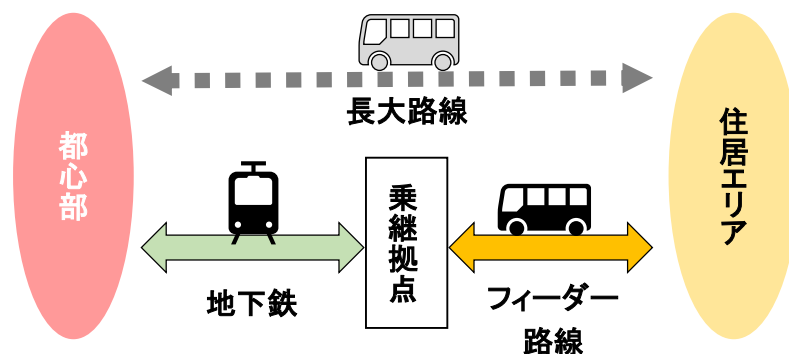 長大路線
都心部
住居エリア
乗継拠点
地下鉄
フィーダー
路線